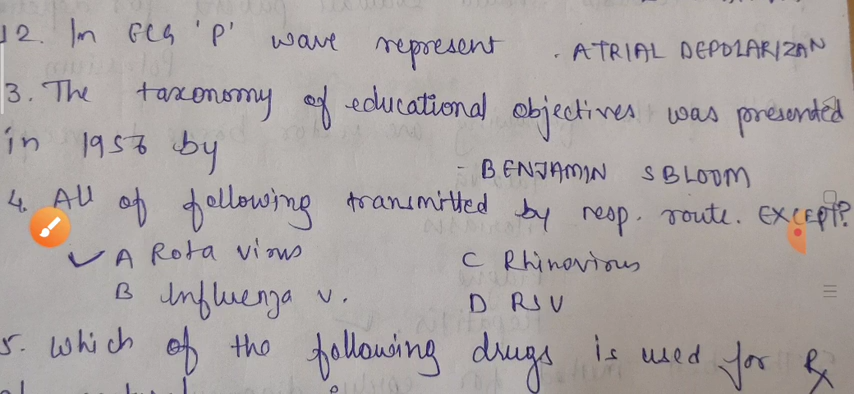 12. In ECG 'P' wave represent . ATRIAL DEPOLARIZAN
3. The taxonomy of educational objectives was presented
in 1956 by
- BENJAMIN S BLOOM
4. All of following transmitted by resp. route. EXCEPT?
✓ A Rota virus C Rhinovirus
B Influenza v. D RSV
5. which of the following drugs is used for Rx